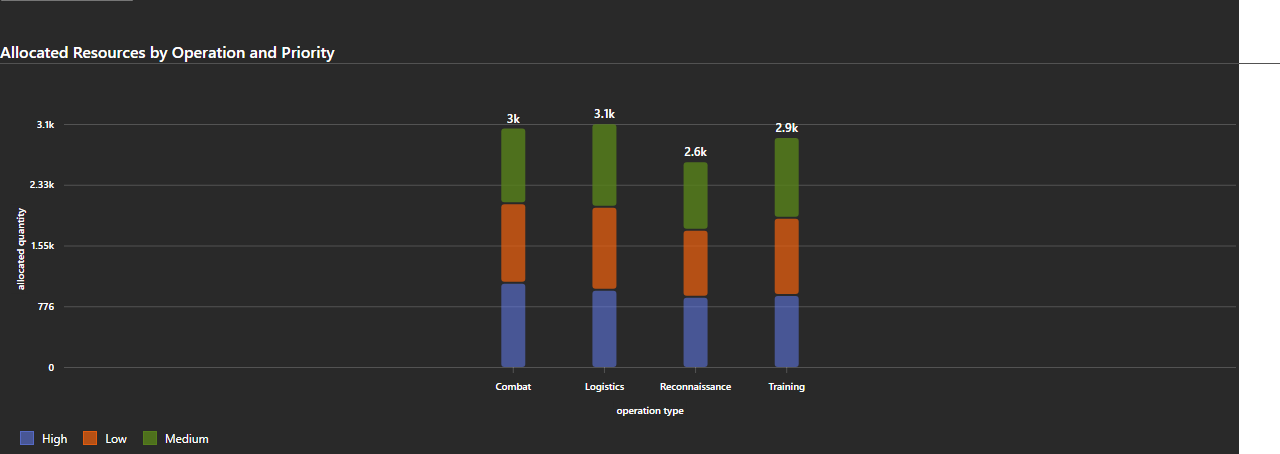 Allocated Resources by Operation and Priority
3k
3.1k
2.6k
2.9k
3.1k
2.33k
1.55k
776
0
allocated quantity
Combat
Logistics
Reconnaissance
Training
operation type
High
Low
Medium